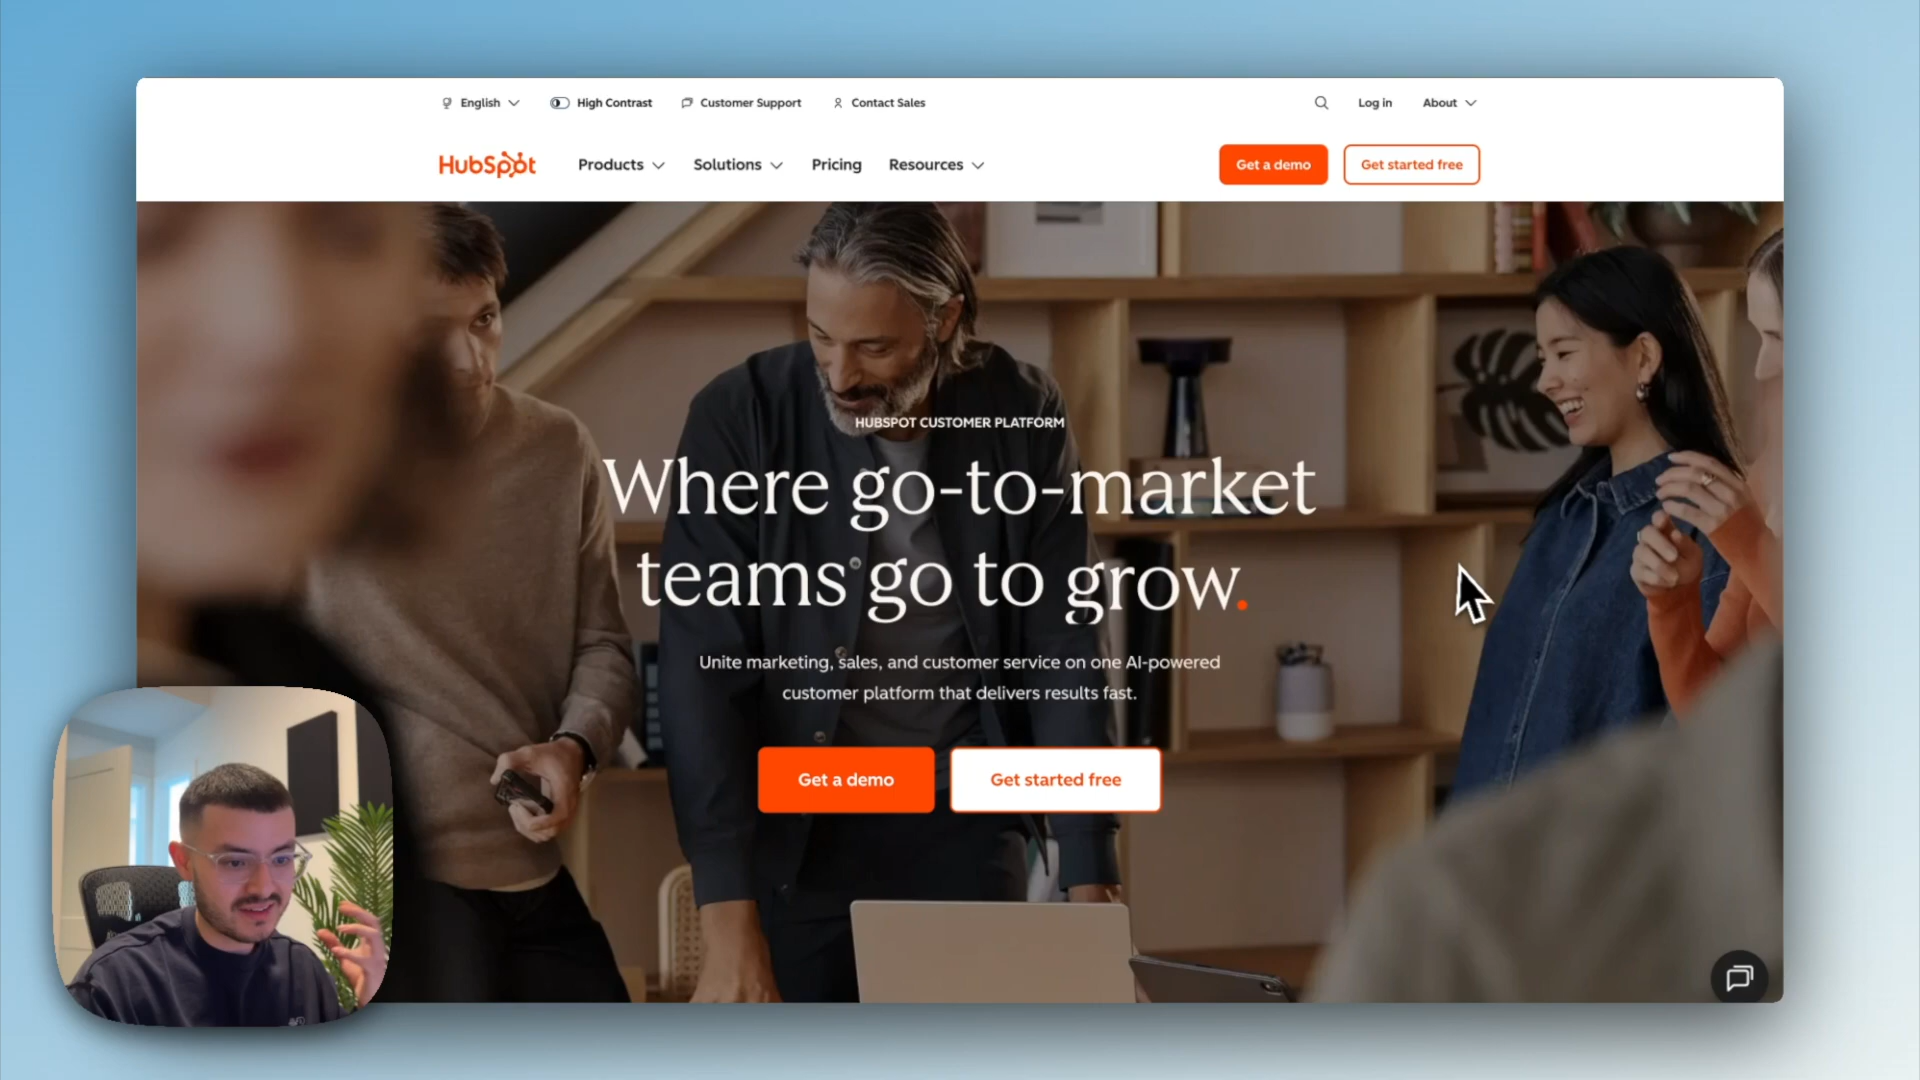 English
High Contrast
Customer Support
Contact Sales
Log in
About
HubSpot
Products
Solutions
Pricing
Resources
Get a demo
Get started free
HUBSPOT CUSTOMER PLATFORM
Where go-to-market
teams go to grow.
Unite marketing, sales, and customer service on one AI-powered
customer platform that delivers results fast.
Get a demo
Get started free